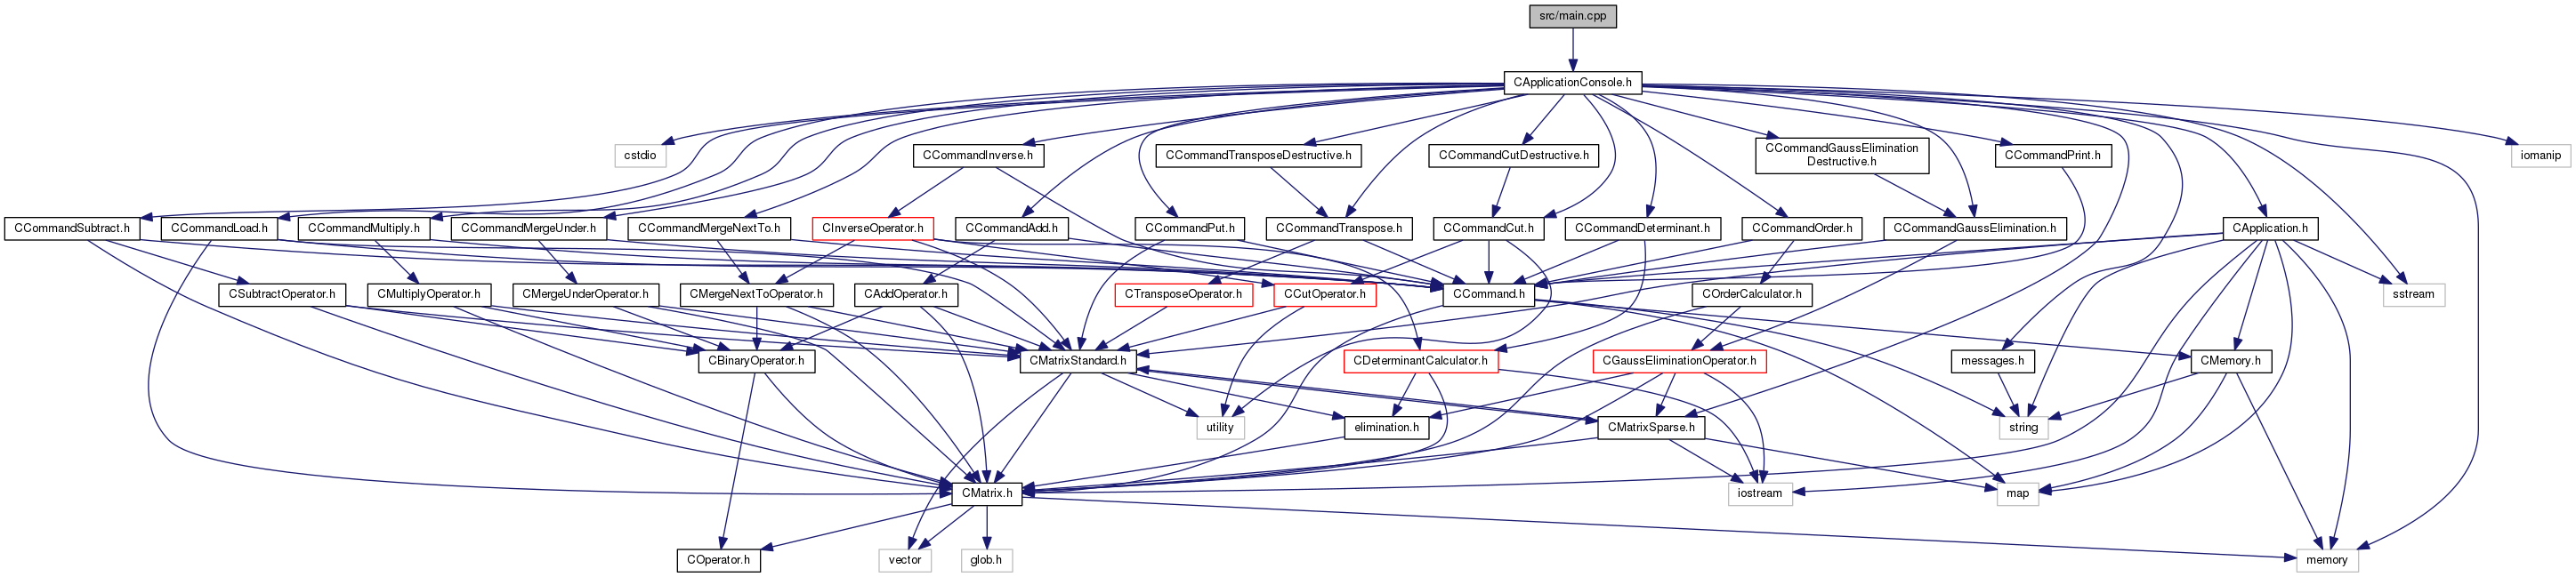 src/main.cpp
CApplicationConsole.h
cstdio
CCommandInverse.h
CCommandTransposeDestructive.h
CCommandCutDestructive.h
CCommandGaussElimination
Destructive.h
CCommandPrint.h
iomanip
CCommandSubtract.h
CCommandLoad.h
CCommandMultiply.h
CCommandMergeUnder.h
CCommandMergeNextTo.h
CInverseOperator.h
CCommandAdd.h
CCommandPut.h
CCommandTranspose.h
CCommandCut.h
CCommandDeterminant.h
CCommandOrder.h
CCommandGaussElimination.h
CApplication.h
CSubtractOperator.h
CMultiplyOperator.h
CMergeUnderOperator.h
CMergeNextToOperator.h
CAddOperator.h
CTransposeOperator.h
CCutOperator.h
CCommand.h
COrderCalculator.h
sstream
CBinaryOperator.h
CMatrixStandard.h
CDeterminantCalculator.h
CGaussEliminationOperator.h
messages.h
CMemory.h
utility
elimination.h
CMatrixSparse.h
string
CMatrix.h
iostream
map
COperator.h
vector
glob.h
memory